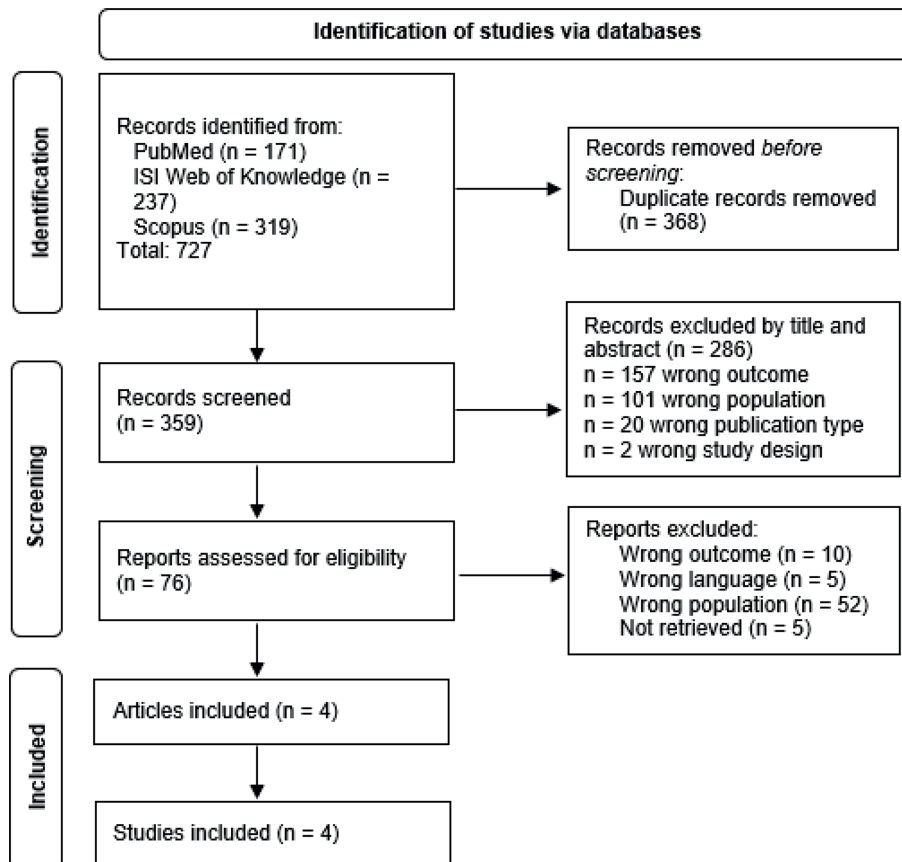 Identification of studies via databases
Identification
Records identified from:
PubMed (n = 171)
ISI Web of Knowledge (n =
237)
Scopus (n = 319)
Total: 727
Records removed before
screening:
Duplicate records removed
(n = 368)
Screening
Records screened
(n = 359)
Records excluded by title and
abstract (n = 286)
n = 157 wrong outcome
n = 101 wrong population
n = 20 wrong publication type
n = 2 wrong study design
Reports assessed for eligibility
(n = 76)
Reports excluded:
Wrong outcome (n = 10)
Wrong language (n = 5)
Wrong population (n = 52)
Not retrieved (n = 5)
Included
Articles included (n = 4)
Studies included (n = 4)